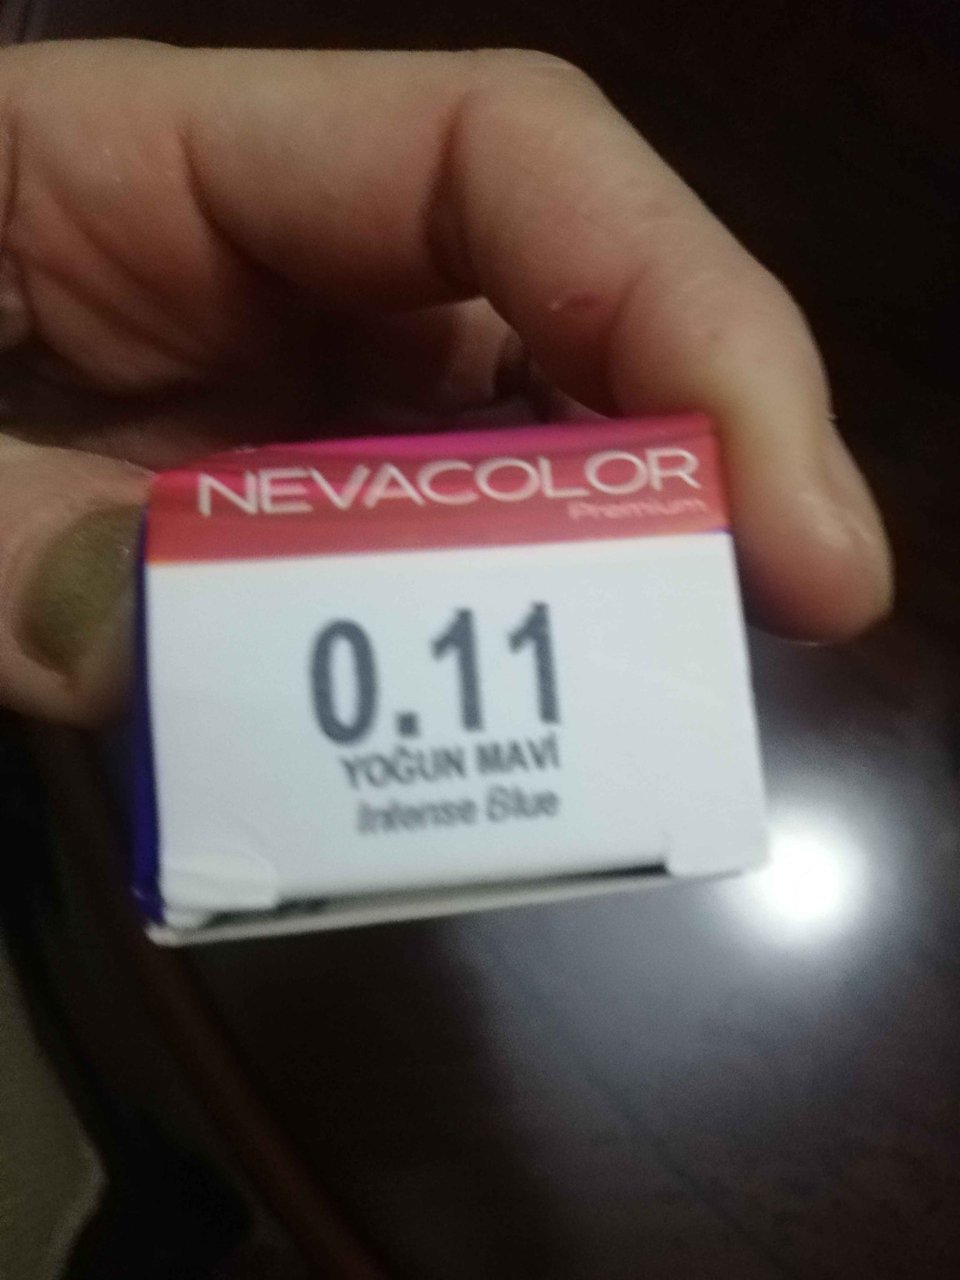 NEVACOLOR
Premium
0.11
YOĞUN MAVİ
Intense Blue